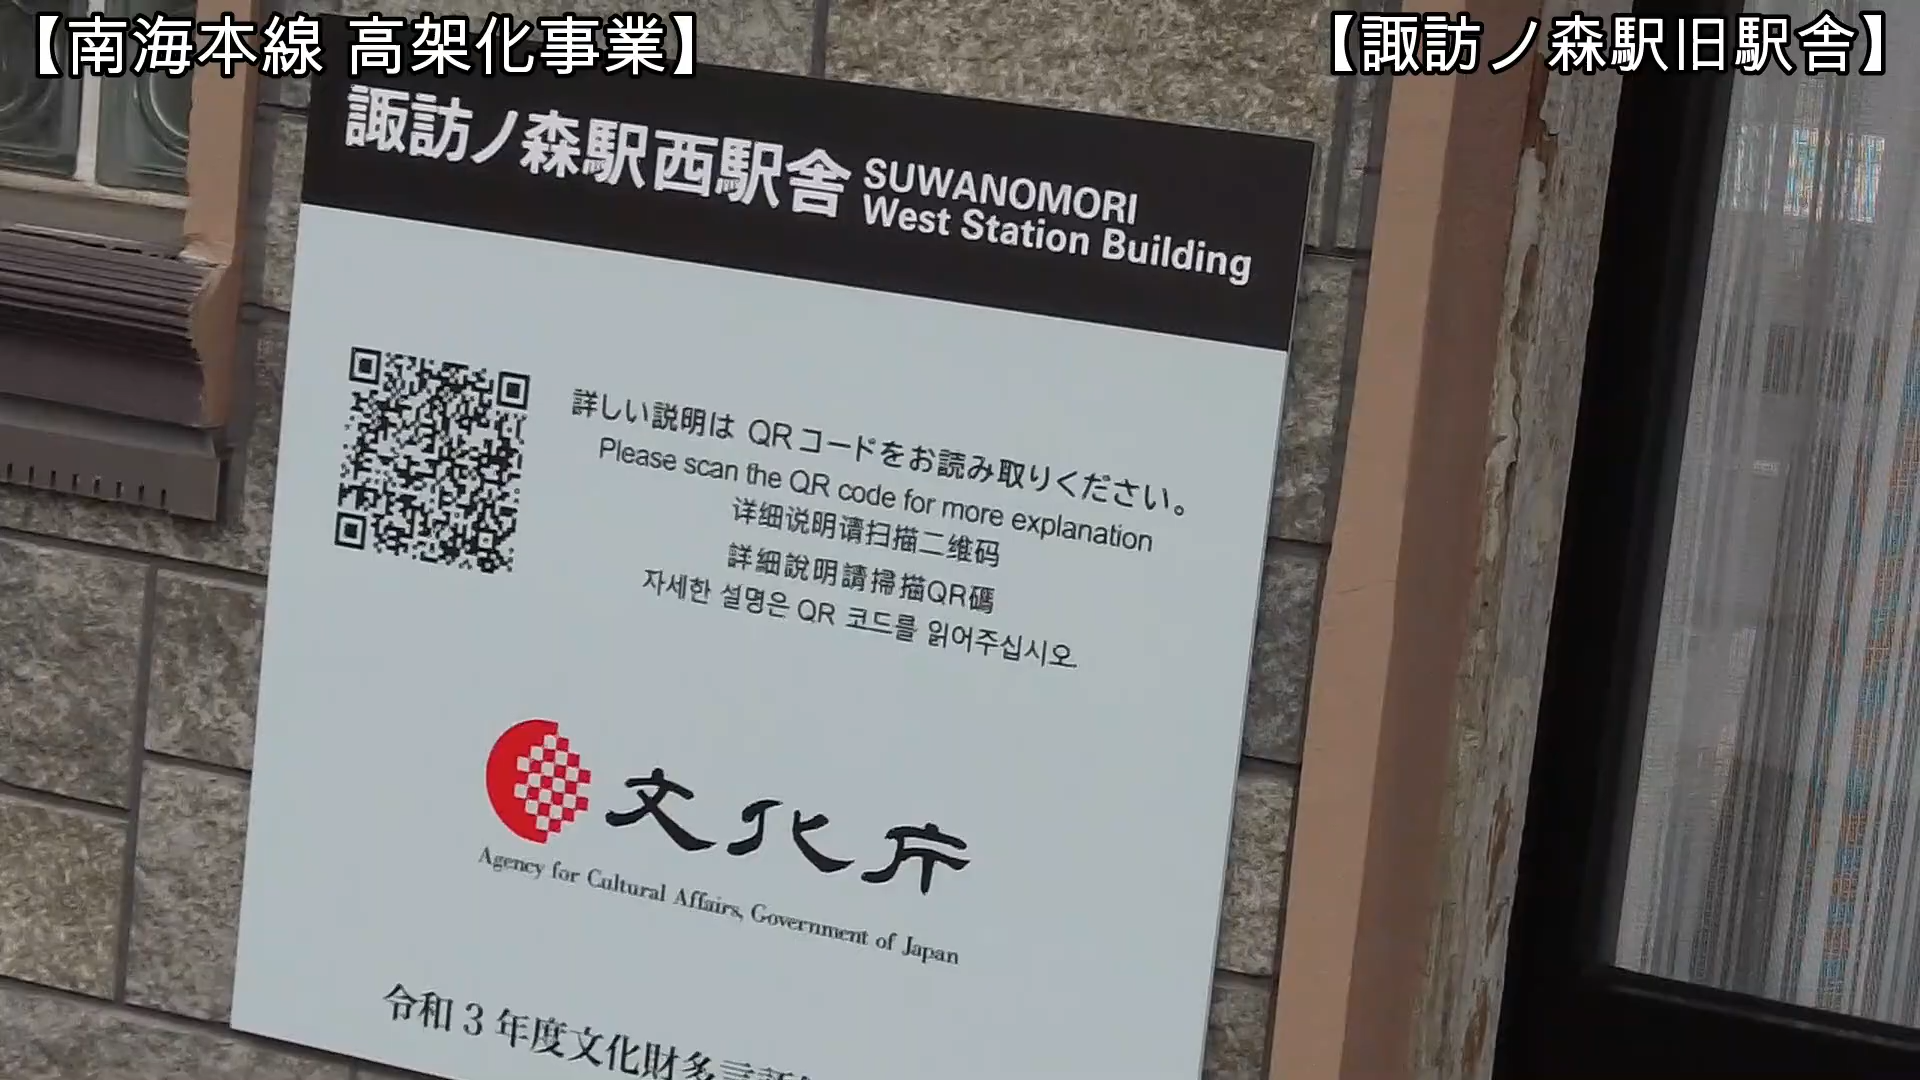 【南海本線 高架化事業】
【諏訪ノ森駅旧駅舎】
諏訪ノ森駅西駅舎
SUWANOMORI
West Station Building
詳しい説明は QRコードをお読み取りください。
Please scan the QR code for more explanation
详细说明请扫描二维码
詳細說明請掃描QR碼
자세한 설명은 QR 코드를 읽어주십시오
文化庁
Agency for Cultural Affairs, Government of Japan
令和3年度文化財多言語